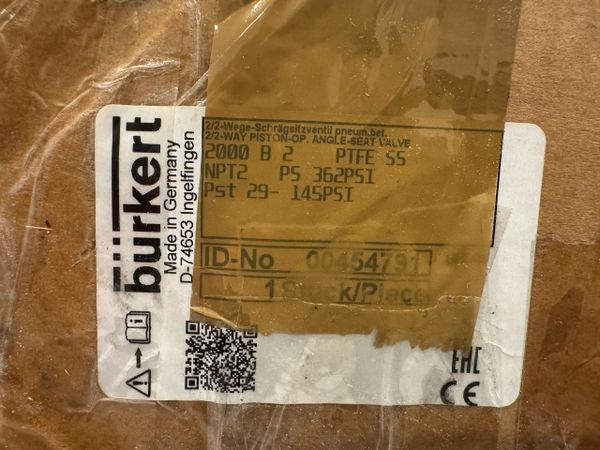 bürkert
Made in Germany
D-74653 Ingelfingen
2/2-Wege-Schrägsitzventil pneum.bet.
2/2-WAY PISTON-OP. ANGLE-SEAT VALVE
2000 B 2 PTFE SS
NPT2 PS 362PSI
Pst 29- 145PSI
ID-No 00454791
1 Stück/Piece
EAC
CE